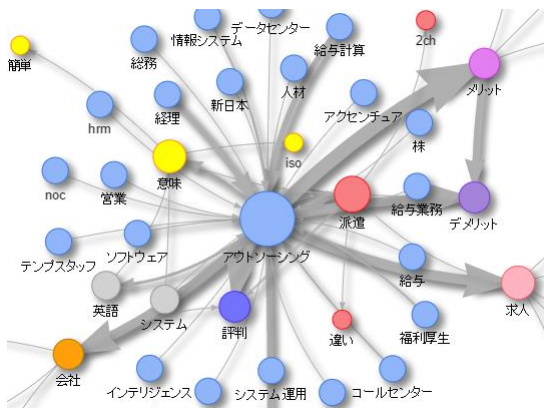 データセンター
情報システム
2ch
給与計算
総務
簡単
メリット
人材
新日本
アクセンチュア
hrm
経理
株
iso
意味
noc
営業
給与業務
デメリット
派遣
アウトソーシング
テンプスタッフ
ソフトウェア
給与
英語
システム
求人
評判
違い
福利厚生
会社
インテリジェンス
システム運用
コールセンター